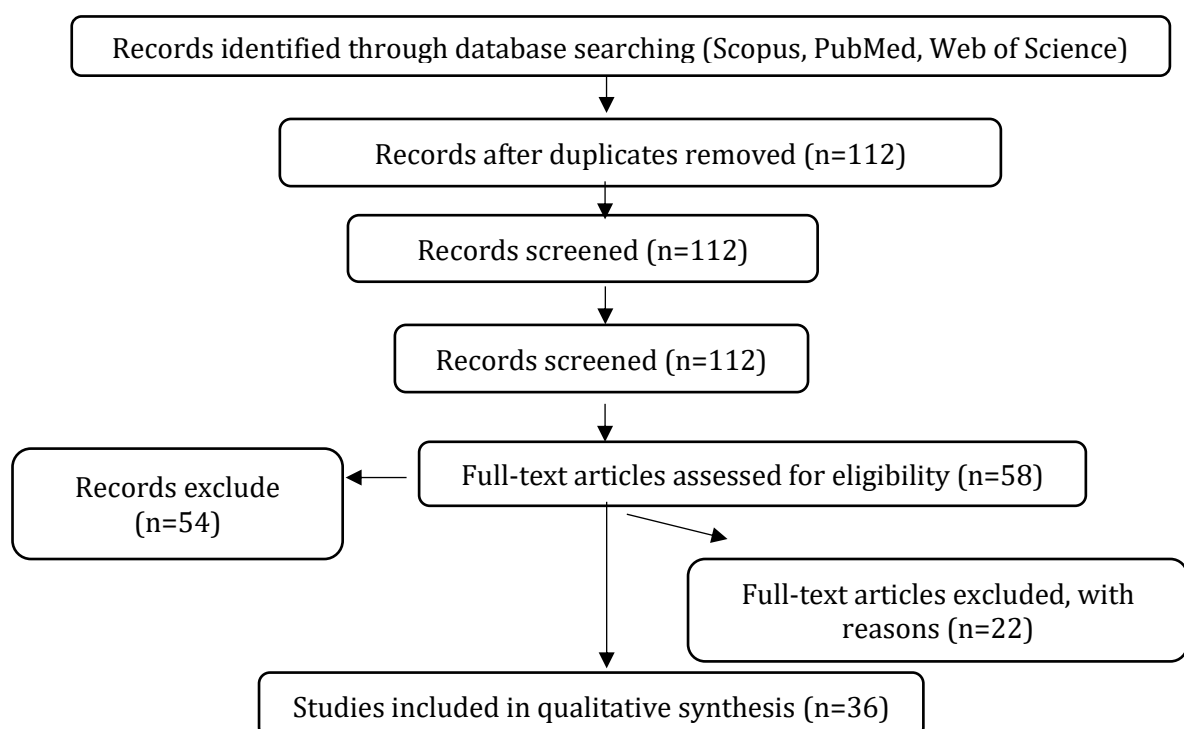 Records identified through database searching (Scopus, PubMed, Web of Science)
Records after duplicates removed (n=112)
Records screened (n=112)
Records screened (n=112)
Full-text articles assessed for eligibility (n=58)
Records exclude
(n=54)
Full-text articles excluded, with
reasons (n=22)
Studies included in qualitative synthesis (n=36)